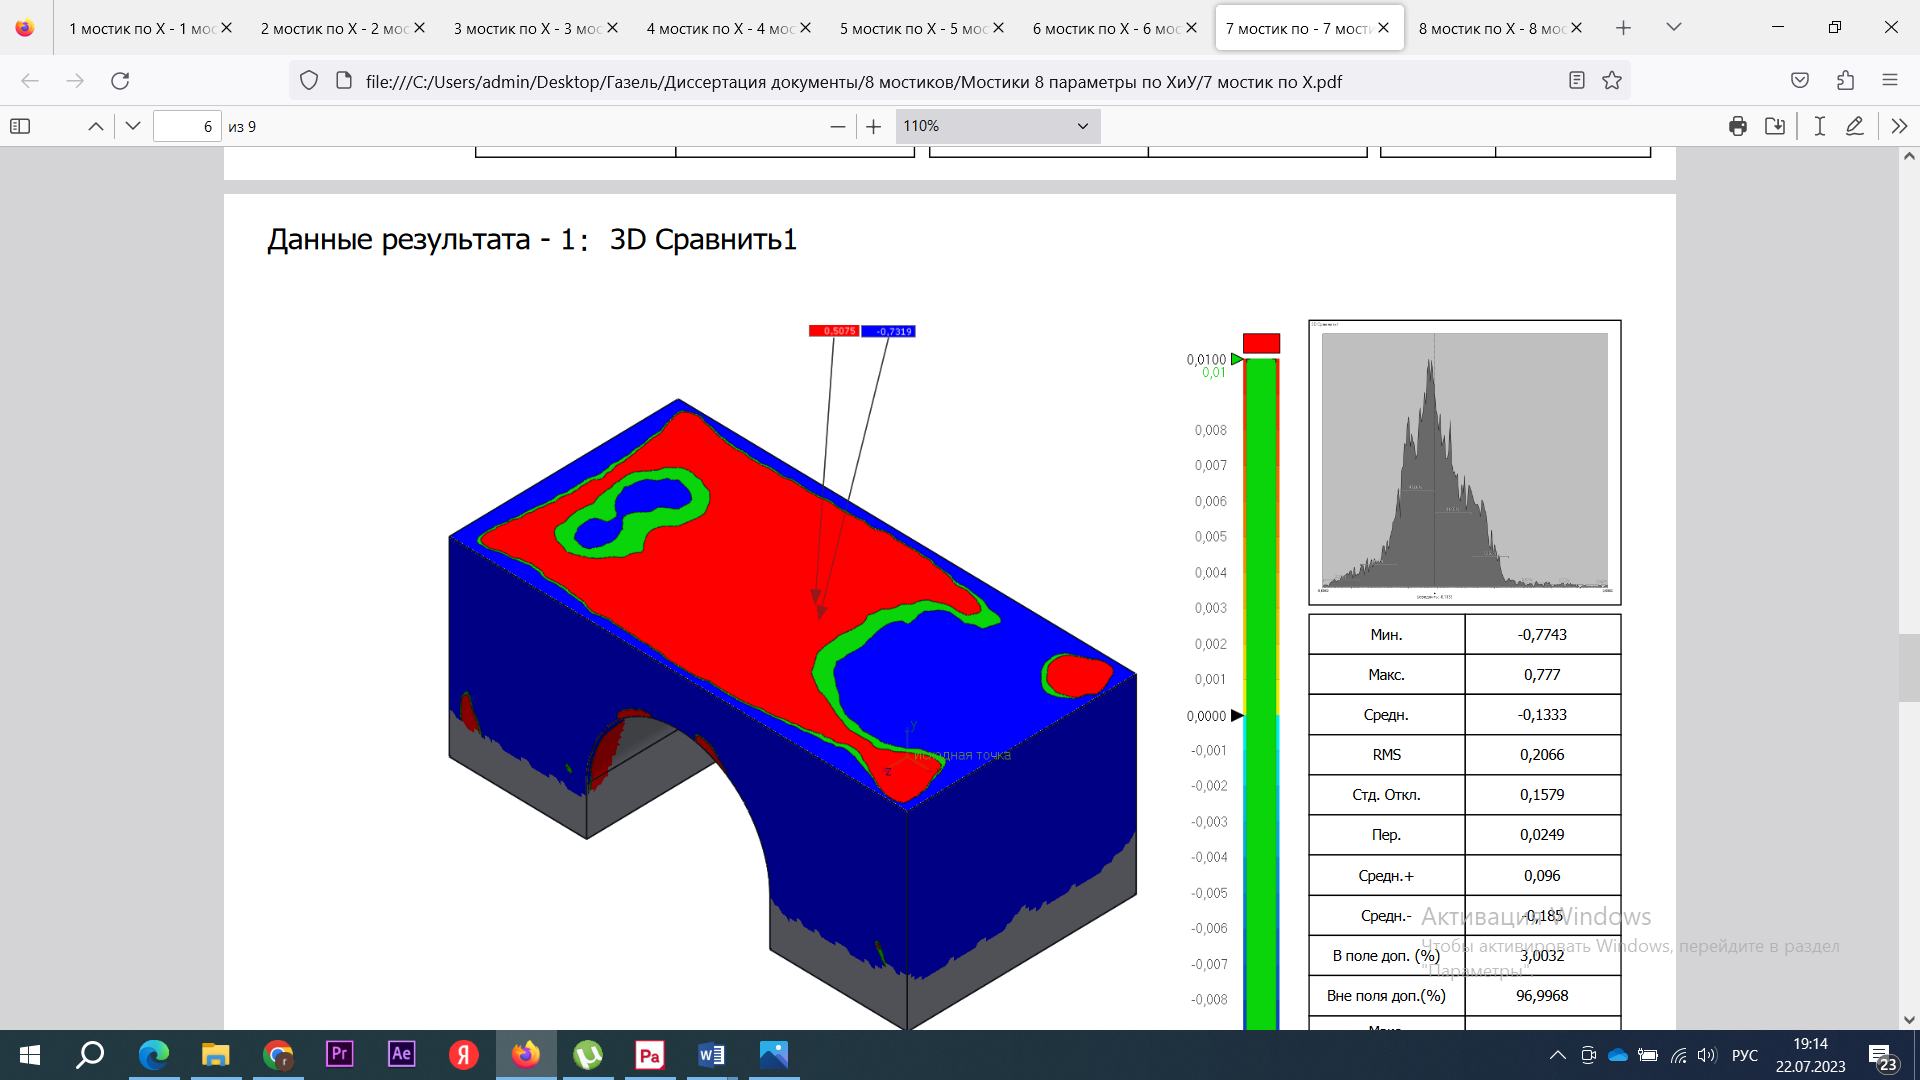 1 мостик по X - 1 мос
2 мостик по X - 2 мос
3 мостик по X - 3 мос
4 мостик по X - 4 мос
5 мостик по X - 5 мос
6 мостик по X - 6 мос
7 мостик по - 7 мости
8 мостик по X - 8 мос
file:///C:/Users/admin/Desktop/Газель/Диссертация документы/8 мостиков/Мостики 8 параметры по ХиУ/7 мостик по X.pdf
6 из 9
110%
Данные результата - 1: 3D Сравнить1
0.5075 -0,7319
0,0100
0,01
0,008
0,007
0,006
0,005
0,004
0,003
0,002
0,001
0,0000
-0,001
-0,002
-0,003
-0,004
-0,005
-0,006
-0,007
-0,008
Y
Исходная точка
Z
Мин. -0,7743
Макс. 0,777
Средн. -0,1333
RMS 0,2066
Стд. Откл. 0,1579
Пер. 0,0249
Средн.+ 0,096
Средн.- -0,185
В поле доп. (%) 3,0032
Вне поля доп.(%) 96,9968
Активация Windows
Чтобы активировать Windows, перейдите в раздел
"Параметры".
Pr
Ae
Я
Pa
W
r
РУС
19:14
22.07.2023
23